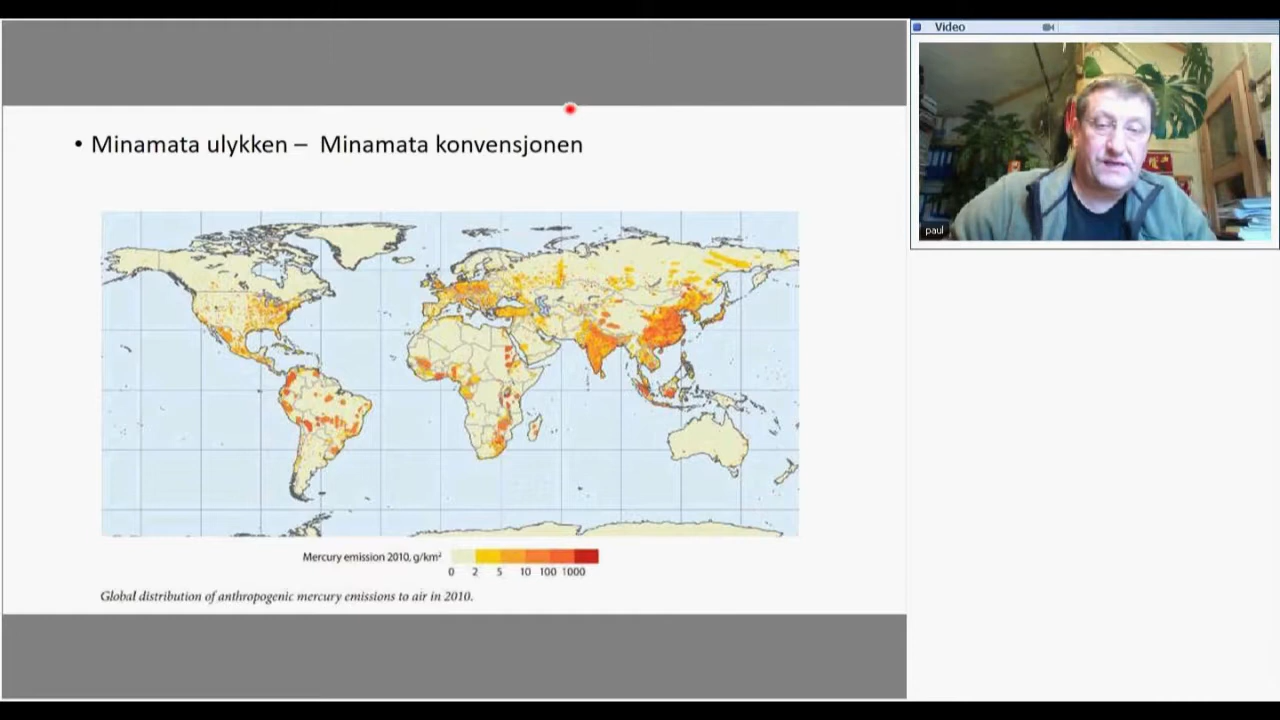 Video
• Minamata ulykken – Minamata konvensjonen
paul
Mercury emission 2010, g/km²
0 2 5 10 100 1000
Global distribution of anthropogenic mercury emissions to air in 2010.